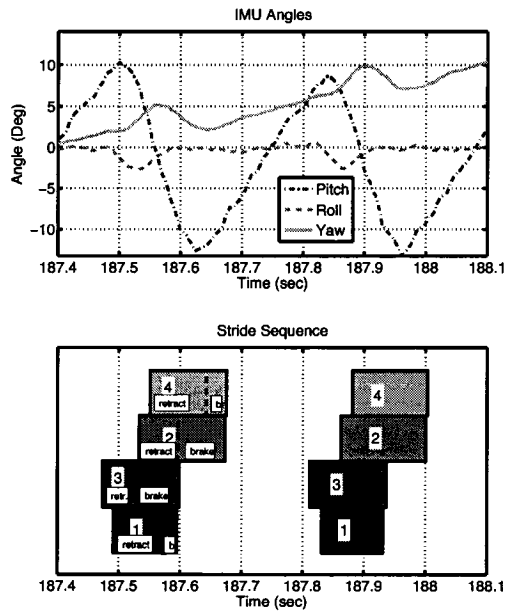 IMU Angles
Angle (Deg)
10
5
0
−5
−10
Pitch
Roll
Yaw
187.4 187.5 187.6 187.7 187.8 187.9 188 188.1
Time (sec)
Stride Sequence
4 4
retract b
2 2
retract brake
3 3
retr. brake
1 1
retract b
187.4 187.5 187.6 187.7 187.8 187.9 188 188.1
Time (sec)